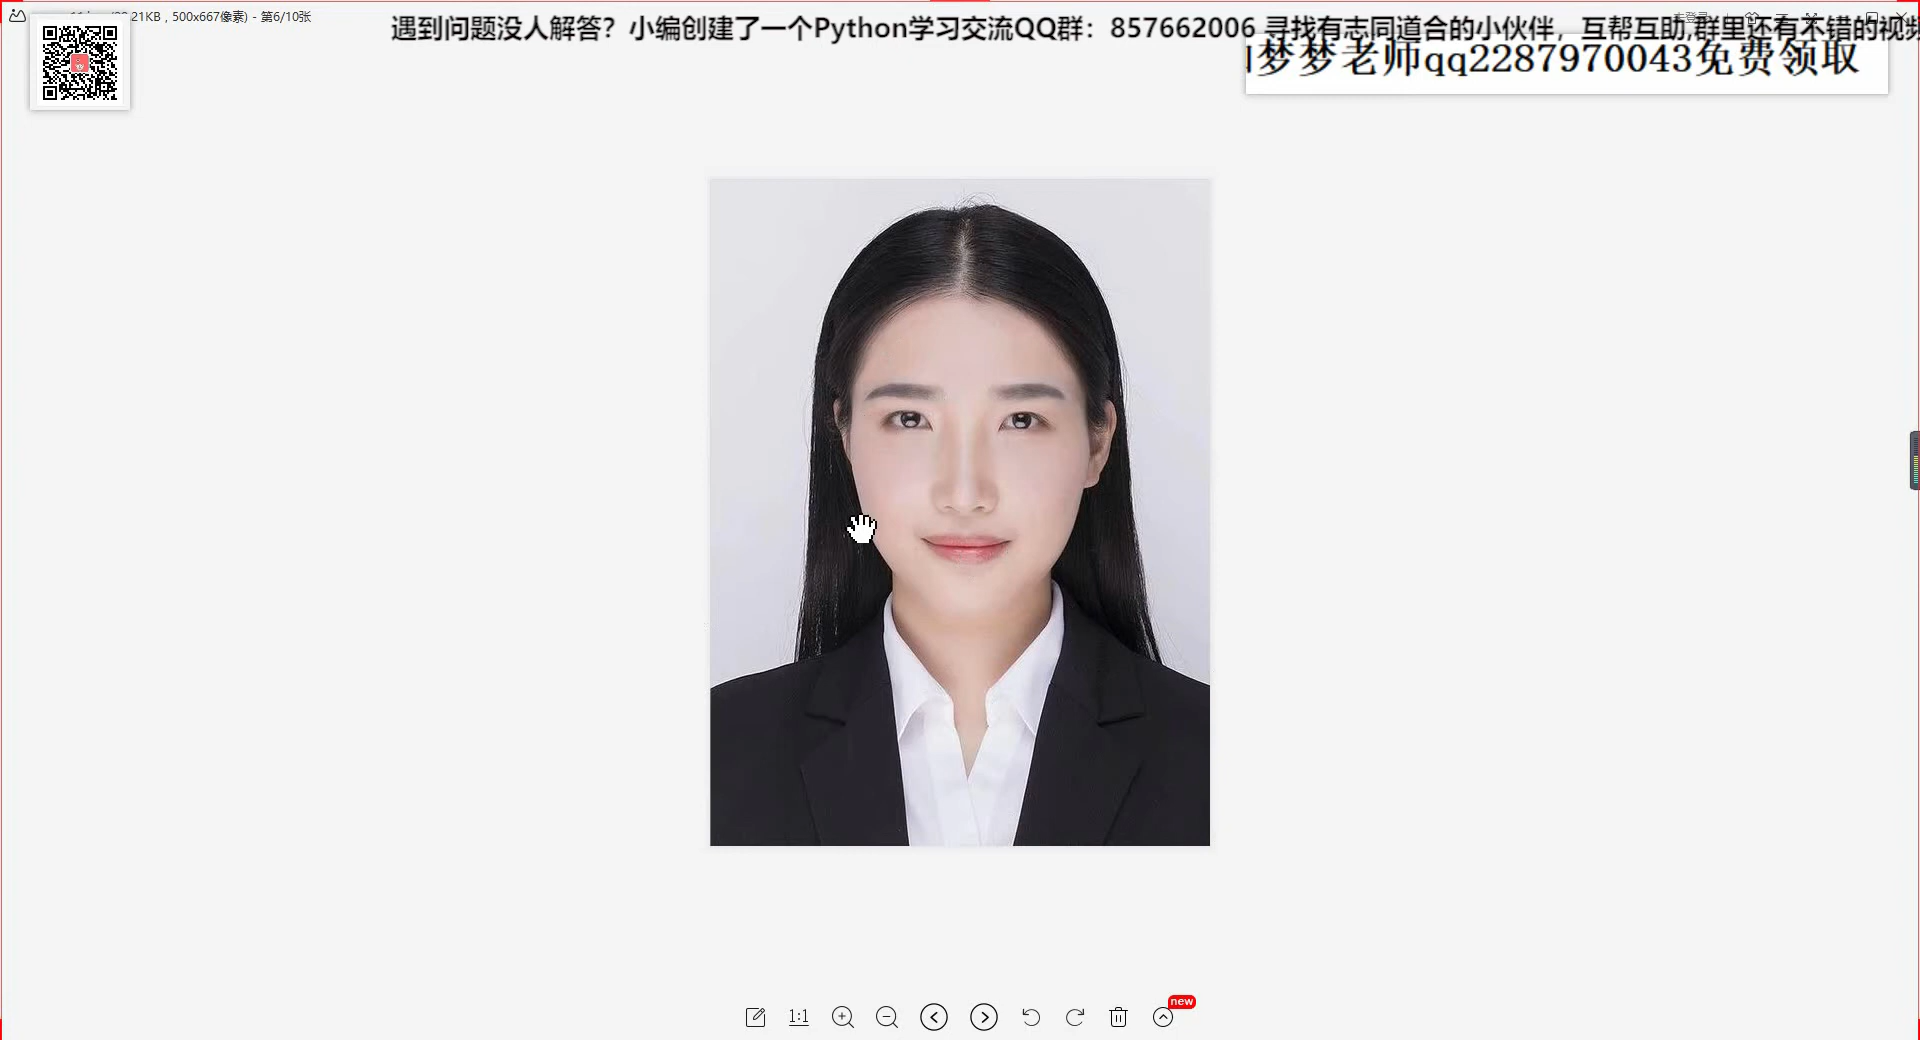 21KB , 500x667像素) - 第6/10张
遇到问题没人解答？小编创建了一个Python学习交流QQ群：857662006 寻找有志同道合的小伙伴，互帮互助,群里还有不错的视频
梦梦老师qq2287970043免费领取
1:1
new